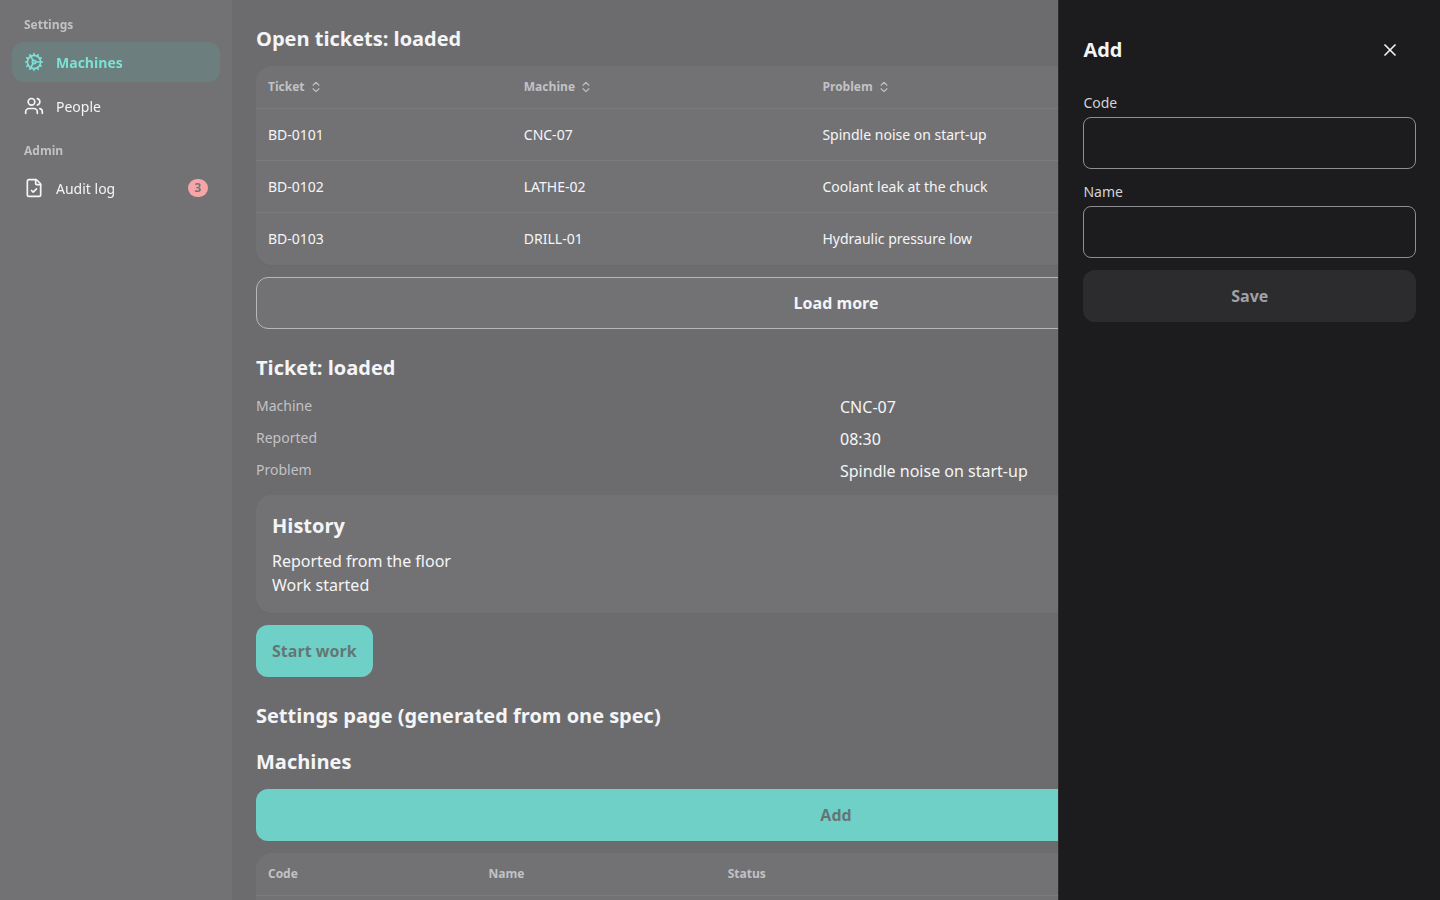 Settings
Machines
People
Admin
Audit log 3
Open tickets: loaded
Ticket Machine Problem
BD-0101 CNC-07 Spindle noise on start-up
BD-0102 LATHE-02 Coolant leak at the chuck
BD-0103 DRILL-01 Hydraulic pressure low
Load more
Ticket: loaded
Machine CNC-07
Reported 08:30
Problem Spindle noise on start-up
History
Reported from the floor
Work started
Start work
Settings page (generated from one spec)
Machines
Add
Code Name Status
Add
Code
Name
Save